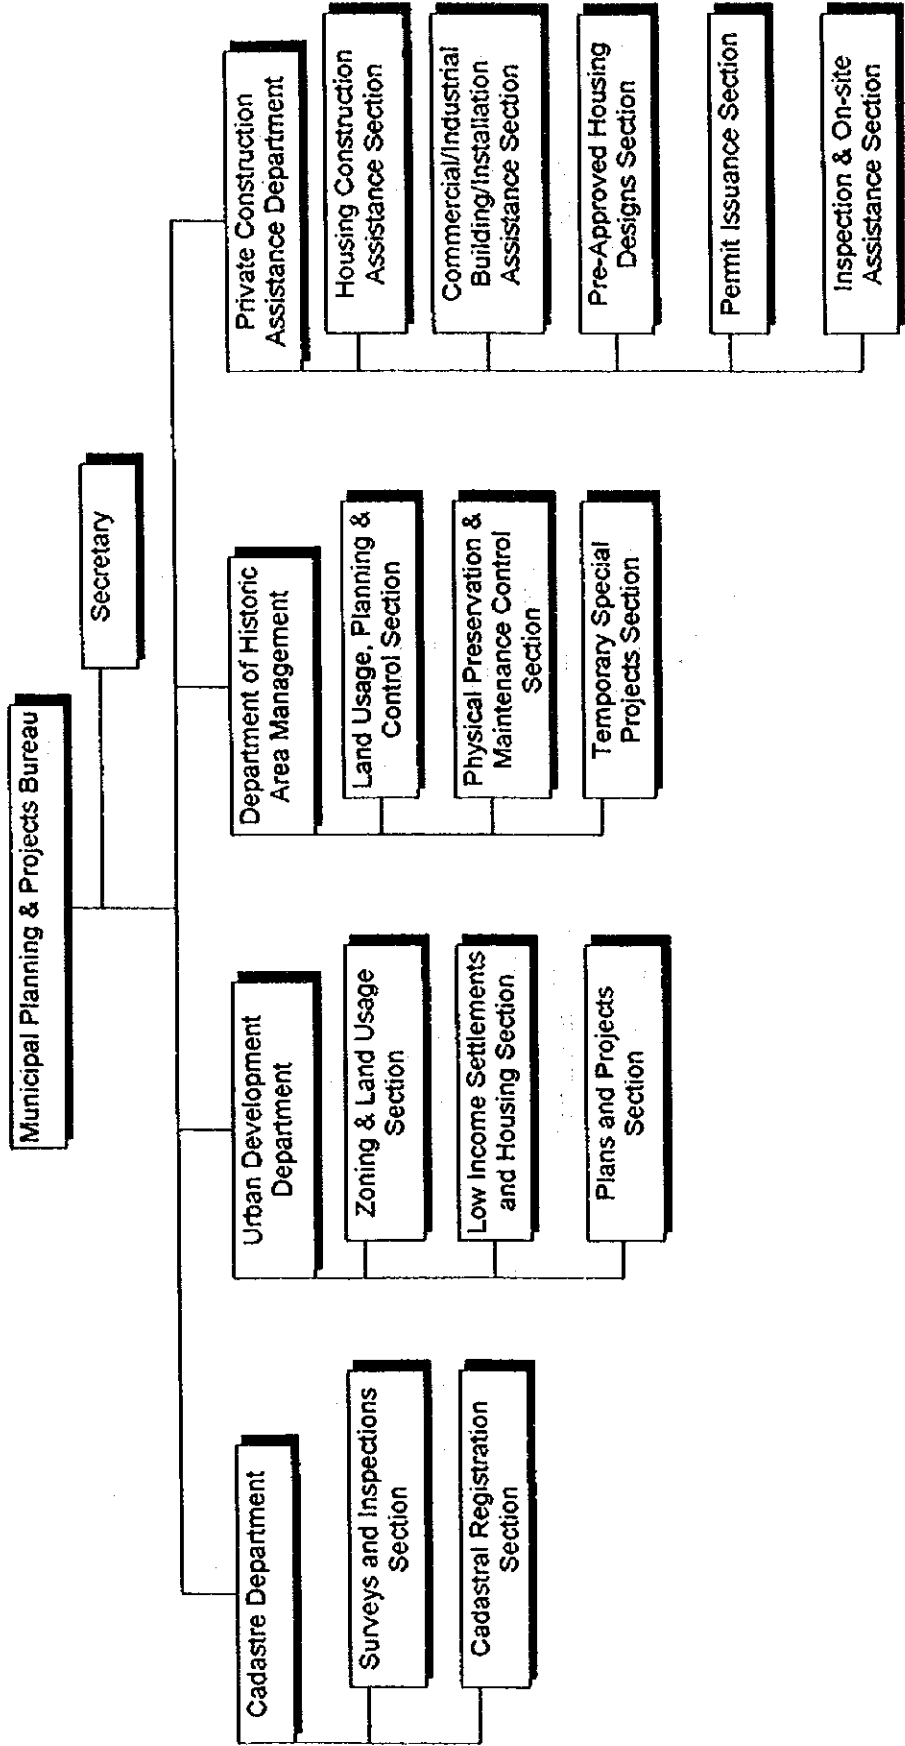 Municipal Planning & Projects Bureau
Secretary
Cadastre Department
Surveys and Inspections
Section
Cadastral Registration
Section
Urban Development
Department
Zoning & Land Usage
Section
Low Income Settlements
and Housing Section
Plans and Projects
Section
Department of Historic
Area Management
Land Usage, Planning &
Control Section
Physical Preservation &
Maintenance Control
Section
Temporary Special
Projects Section
Private Construction
Assistance Department
Housing Construction
Assistance Section
Commercial/Industrial
Building/Installation
Assistance Section
Pre-Approved Housing
Designs Section
Permit Issuance Section
Inspection & On-site
Assistance Section